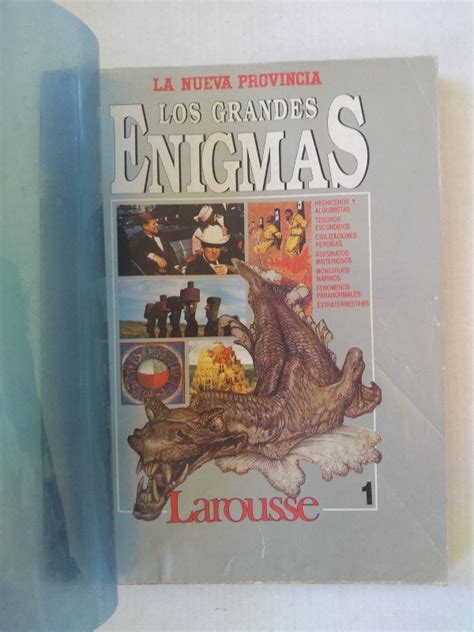 LA NUEVA PROVINCIA
LOS GRANDES
ENIGMAS
HECHICEROS Y
ALQUIMISTAS
TESOROS
ESCONDIDOS
CIVILIZACIONES
PERDIDAS
ASESINATOS
MISTERIOSOS
MONSTRUOS
MARINOS
FENOMENOS
PARANORMALES
EXTRATERRESTRES
Larousse
1